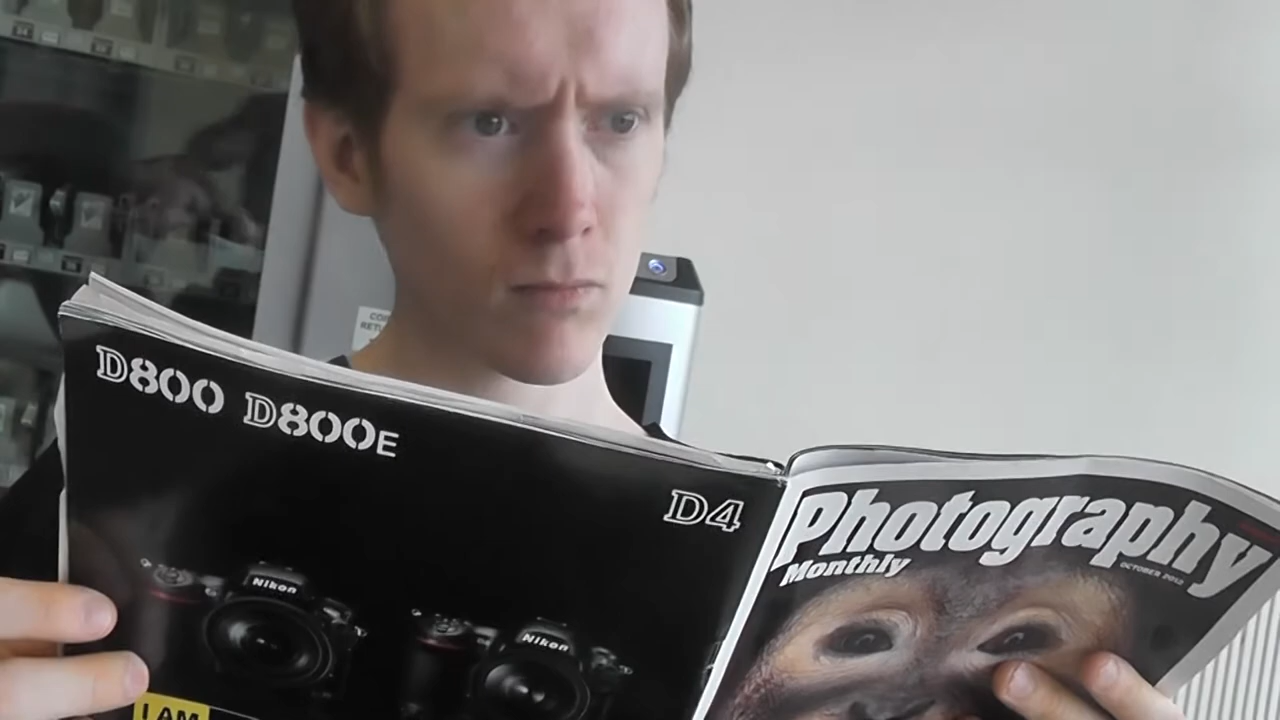 D800 D800E
D4
Nikon
Nikon
I AM
Photography
Monthly
OCTOBER 2012